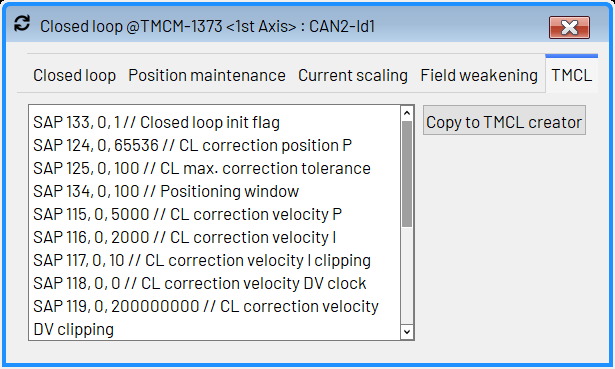 Closed loop @TMCM-1373 <1st Axis> : CAN2-Id1
Closed loop Position maintenance Current scaling Field weakening TMCL
SAP 133, 0, 1 // Closed loop init flag
SAP 124, 0, 65536 // CL correction position P
SAP 125, 0, 100 // CL max. correction tolerance
SAP 134, 0, 100 // Positioning window
SAP 115, 0, 5000 // CL correction velocity P
SAP 116, 0, 2000 // CL correction velocity I
SAP 117, 0, 10 // CL correction velocity I clipping
SAP 118, 0, 0 // CL correction velocity DV clock
SAP 119, 0, 200000000 // CL correction velocity
DV clipping
Copy to TMCL creator